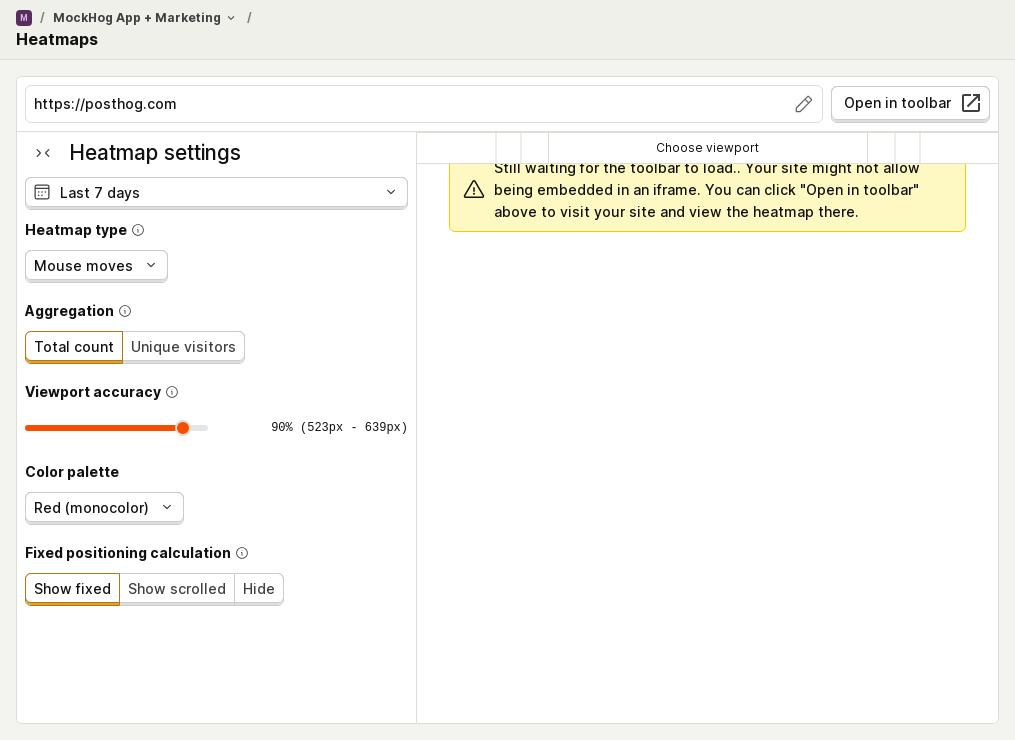 M / MockHog App + Marketing /
Heatmaps
https://posthog.com
Open in toolbar
Heatmap settings
Last 7 days
Heatmap type
Mouse moves
Aggregation
Total count Unique visitors
Viewport accuracy
90% (523px - 639px)
Color palette
Red (monocolor)
Fixed positioning calculation
Show fixed Show scrolled Hide
Choose viewport
Still waiting for the toolbar to load.. Your site might not allow
being embedded in an iframe. You can click "Open in toolbar"
above to visit your site and view the heatmap there.